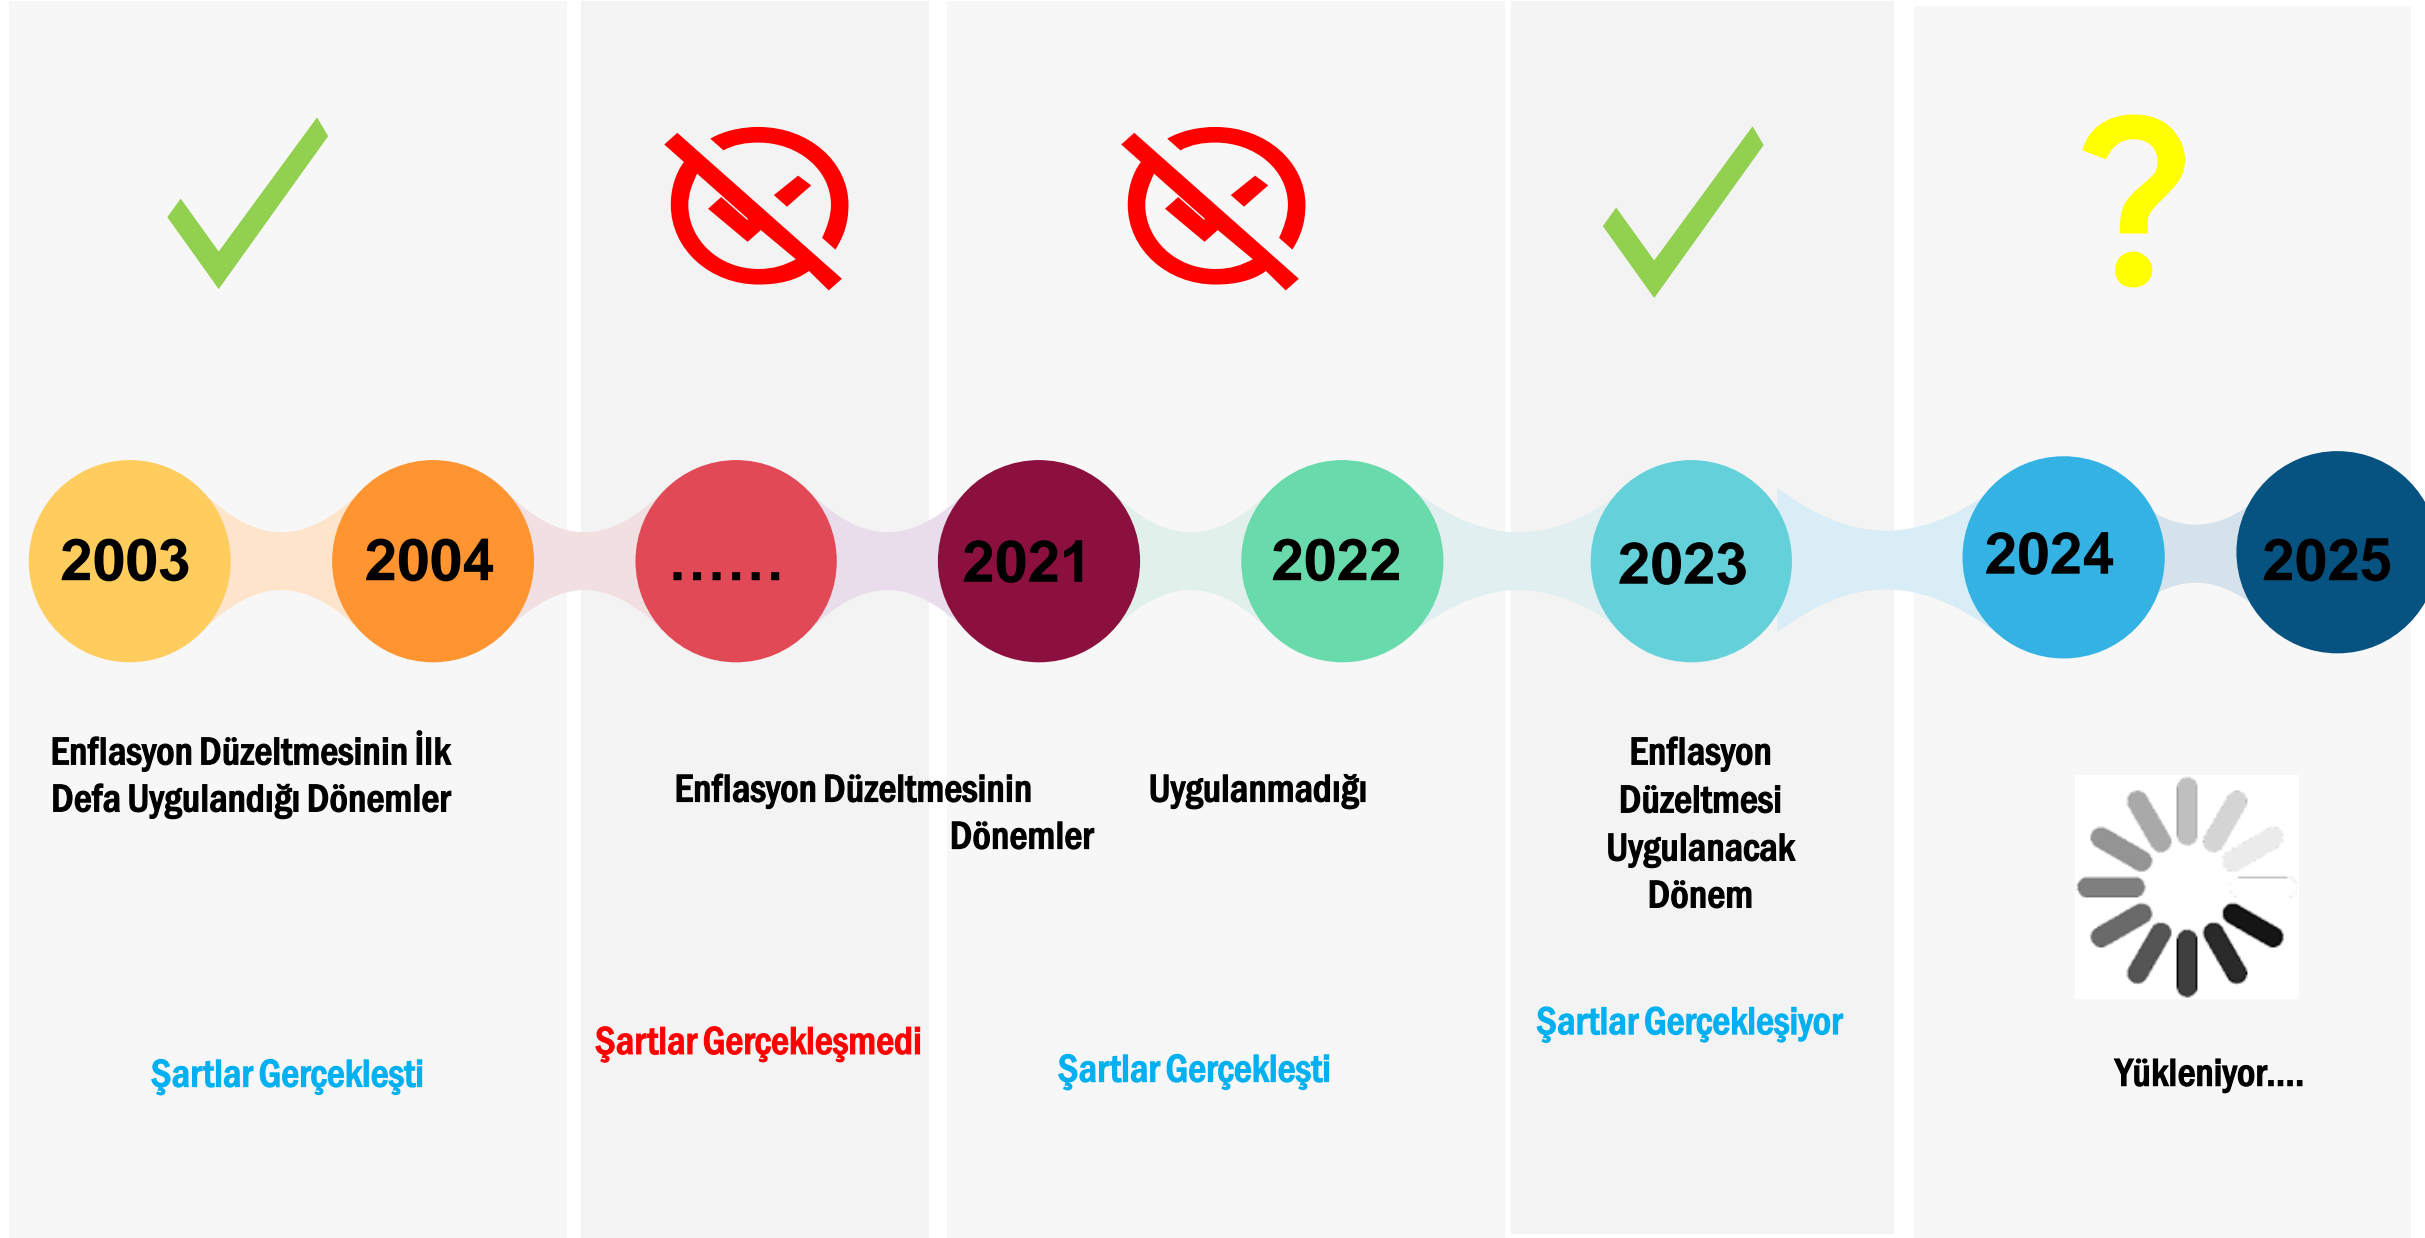 2003
2004
......
2021
2022
2023
2024
2025
Enflasyon Düzeltmesinin İlk
Defa Uygulandığı Dönemler
Enflasyon Düzeltmesinin Uygulanmadığı
Dönemler
Enflasyon
Düzeltmesi
Uygulanacak
Dönem
Şartlar Gerçekleşti
Şartlar Gerçekleşmedi
Şartlar Gerçekleşti
Şartlar Gerçekleşiyor
Yükleniyor....